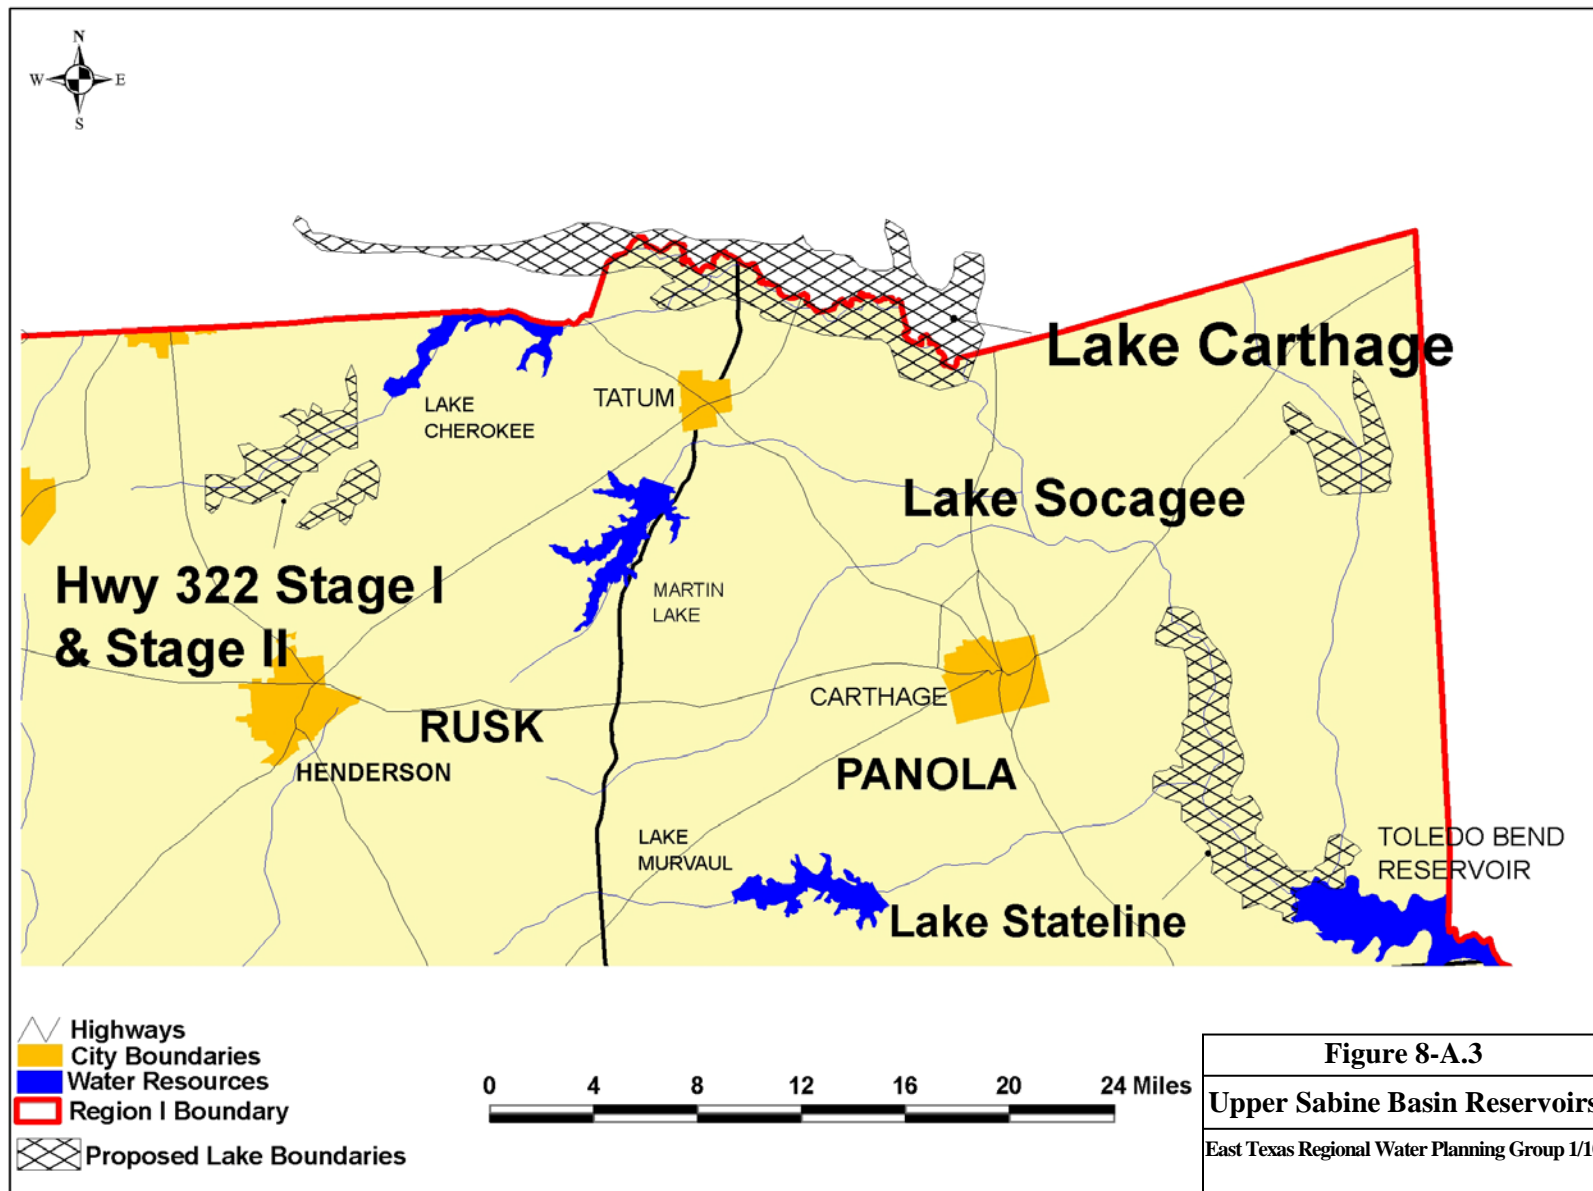 N
W E
S
Lake Carthage
LAKE
CHEROKEE
TATUM
Lake Socagee
Hwy 322 Stage I
& Stage II
MARTIN
LAKE
CARTHAGE
RUSK
HENDERSON
PANOLA
LAKE
MURVAUL
TOLEDO BEND
RESERVOIR
Lake Stateline
Highways
City Boundaries
Water Resources
Region I Boundary
Proposed Lake Boundaries
0 4 8 12 16 20 24 Miles
Figure 8-A.3
Upper Sabine Basin Reservoirs
East Texas Regional Water Planning Group